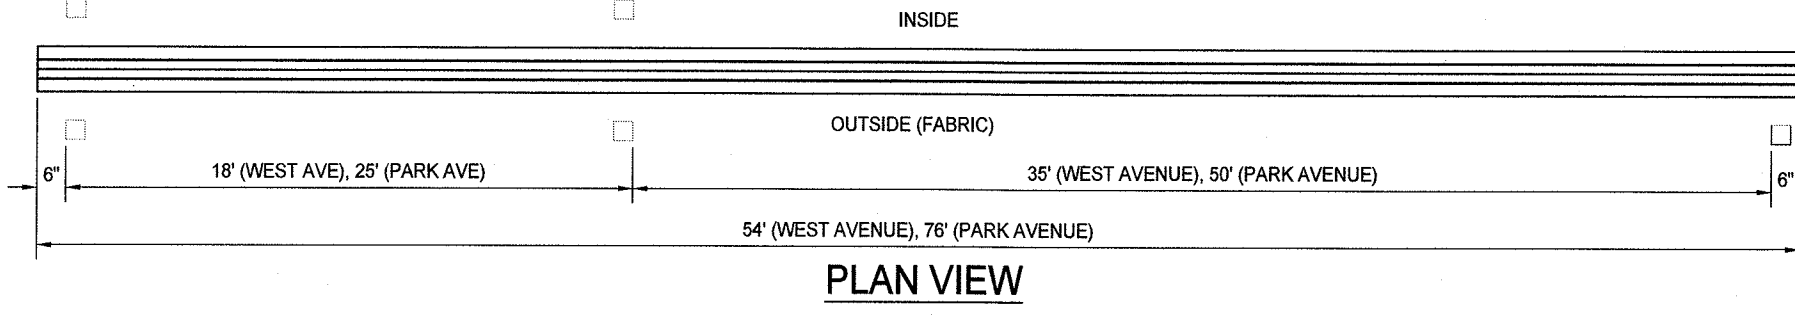 INSIDE
OUTSIDE (FABRIC)
6" 18' (WEST AVE), 25' (PARK AVE) 35' (WEST AVENUE), 50' (PARK AVENUE) 6"
54' (WEST AVENUE), 76' (PARK AVENUE)
PLAN VIEW